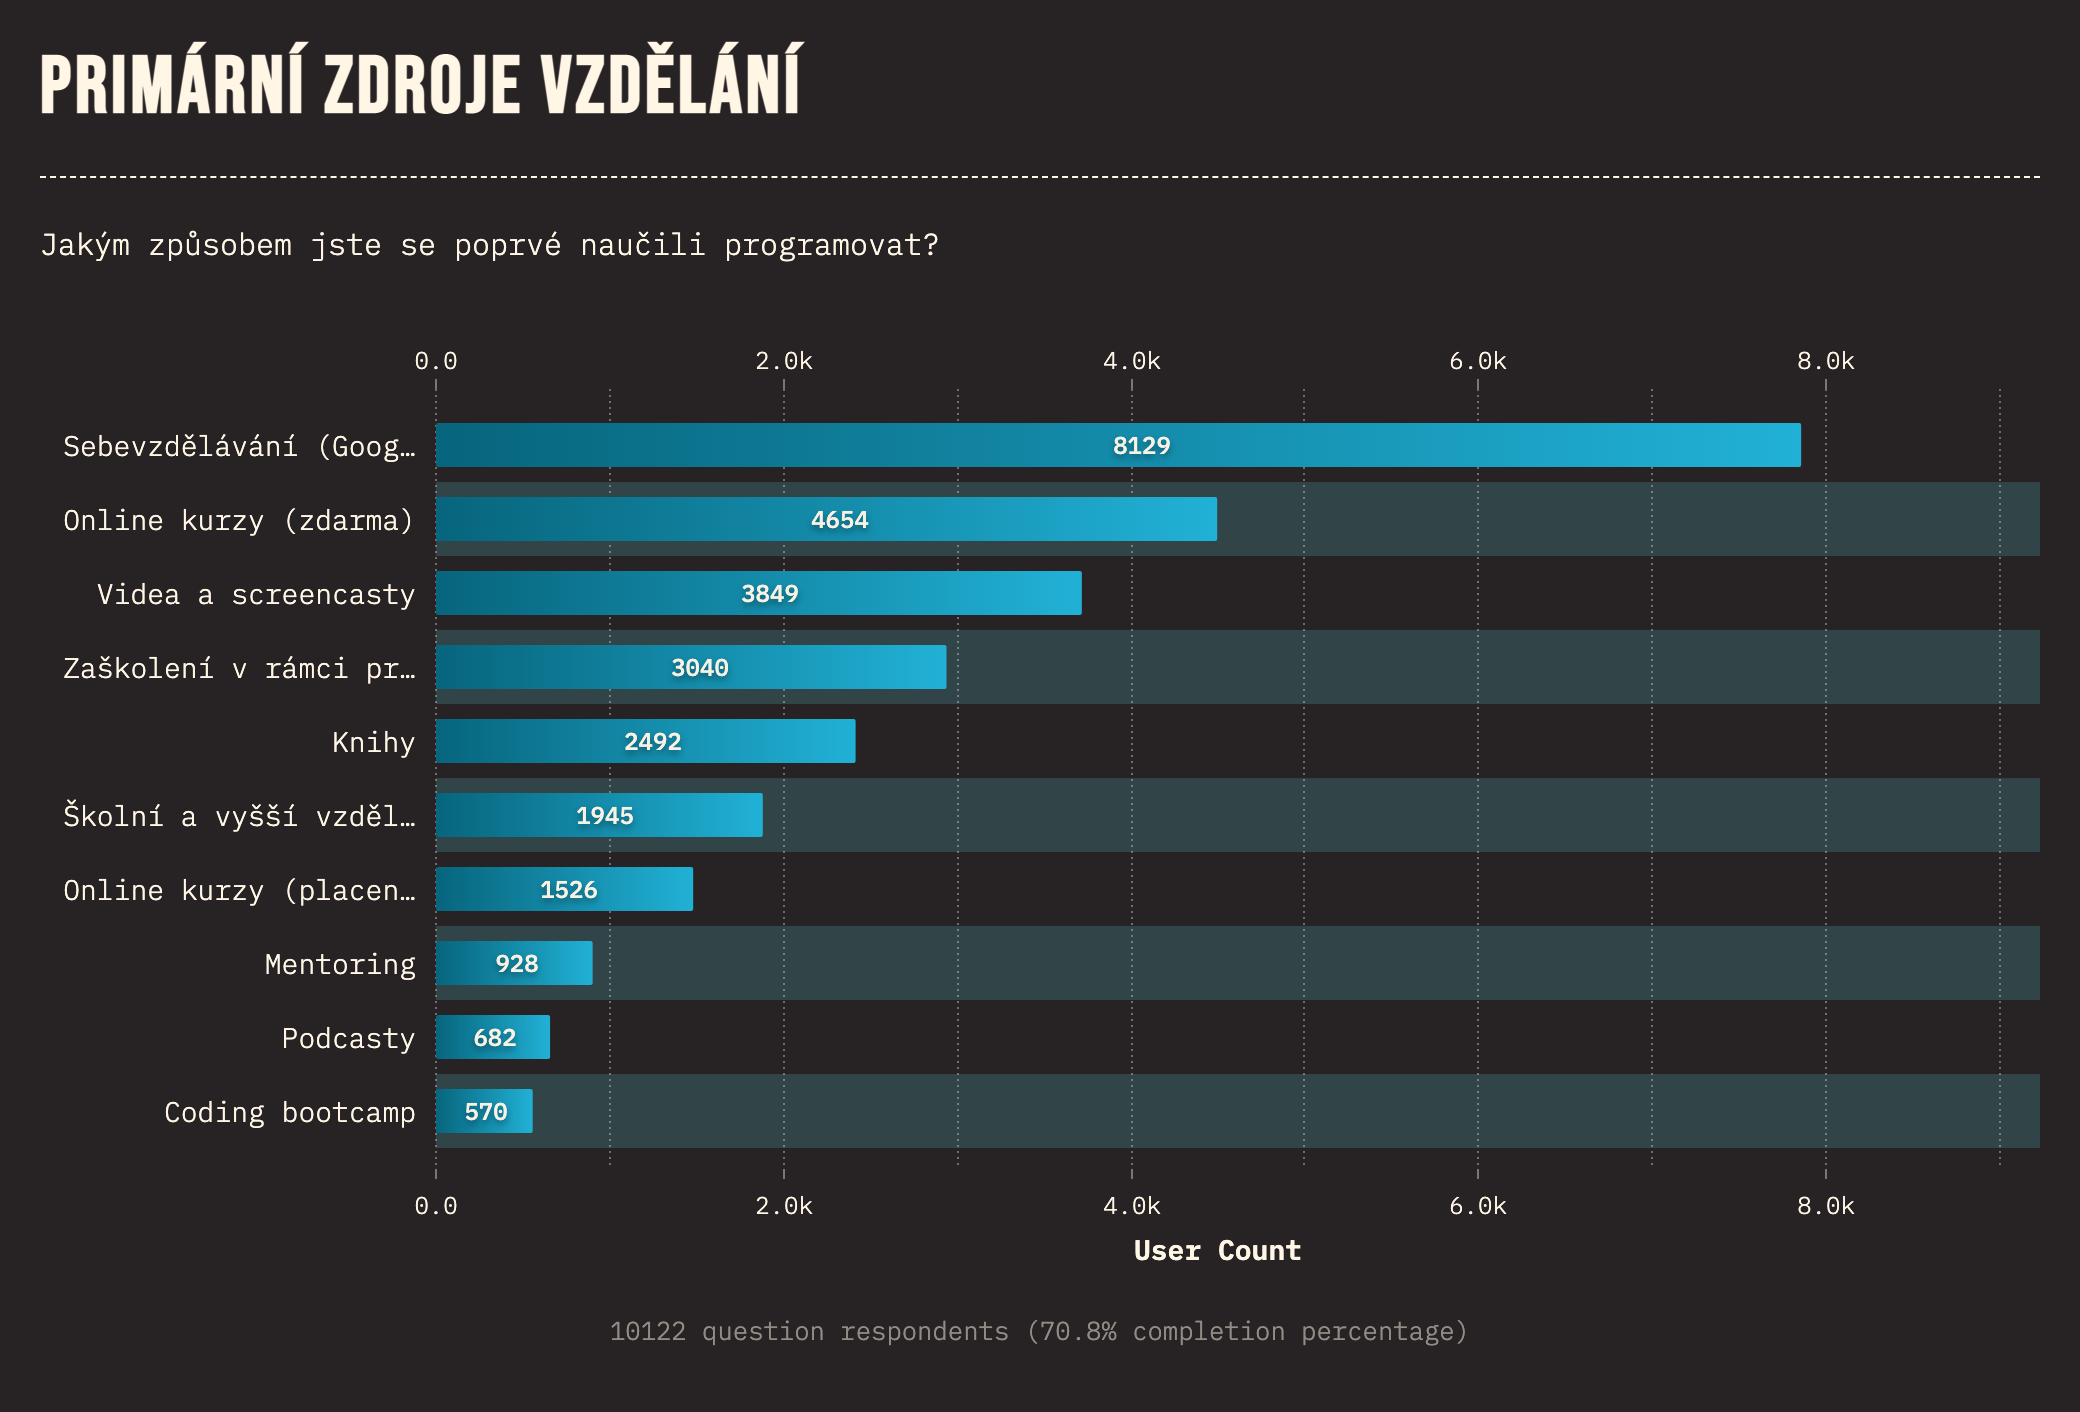 PRIMÁRNÍ ZDROJE VZDĚLÁNÍ
Jakým způsobem jste se poprvé naučili programovat?
0.0 2.0k 4.0k 6.0k 8.0k
Sebevzdělávání (Goog… 8129
Online kurzy (zdarma) 4654
Videa a screencasty 3849
Zaškolení v rámci pr… 3040
Knihy 2492
Školní a vyšší vzděl… 1945
Online kurzy (placen… 1526
Mentoring 928
Podcasty 682
Coding bootcamp 570
0.0 2.0k 4.0k 6.0k 8.0k
User Count
10122 question respondents (70.8% completion percentage)